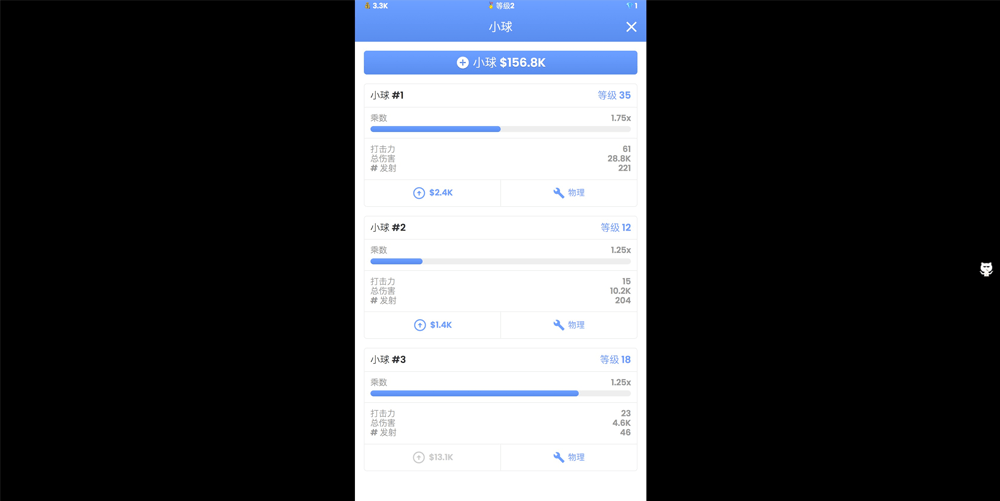 3.3K 等级2 1
小球
小球 $156.8K
小球 #1 等级 35
乘数 1.75x
打击力 61
总伤害 28.8K
# 发射 221
$2.4K 物理
小球 #2 等级 12
乘数 1.25x
打击力 15
总伤害 10.2K
# 发射 204
$1.4K 物理
小球 #3 等级 18
乘数 1.25x
打击力 23
总伤害 4.6K
# 发射 46
$13.1K 物理